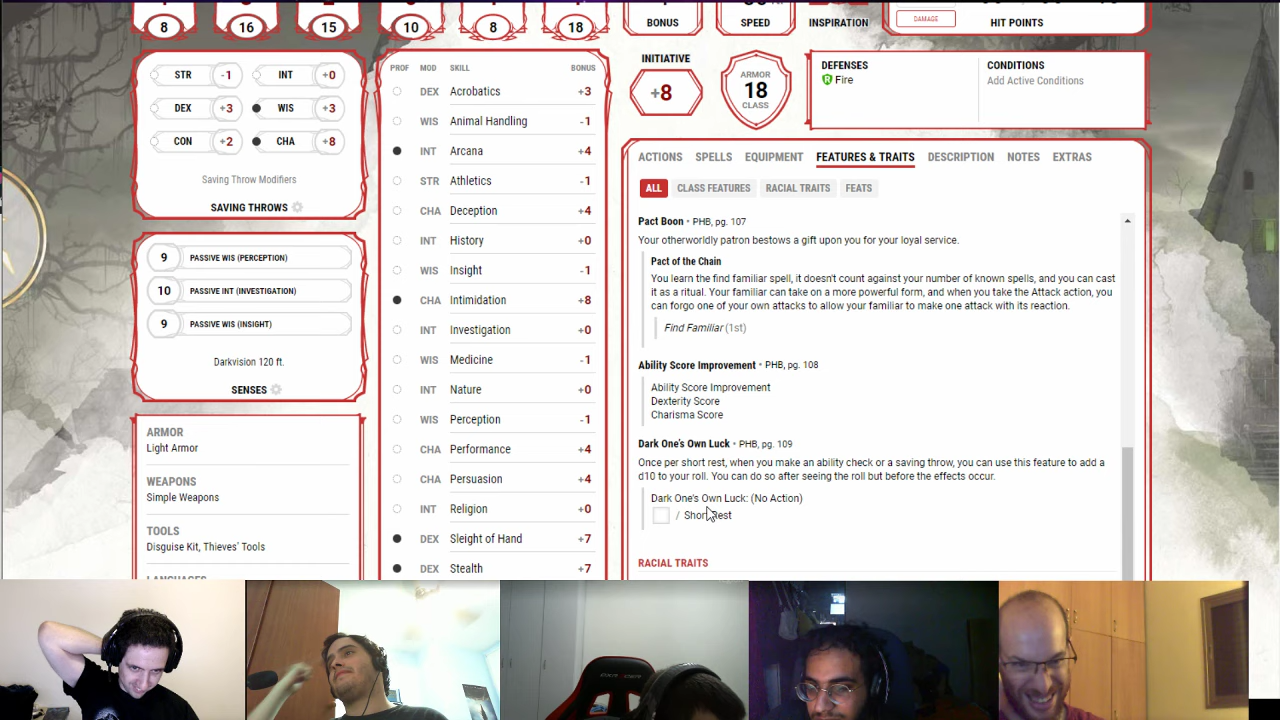 8
16
15
10
8
18
BONUS
SPEED
INSPIRATION
DAMAGE
HIT POINTS
STR -1
INT +0
DEX +3
WIS +3
CON +2
CHA +8
Saving Throw Modifiers
SAVING THROWS
9 PASSIVE WIS (PERCEPTION)
10 PASSIVE INT (INVESTIGATION)
9 PASSIVE WIS (INSIGHT)
Darkvision 120 ft.
SENSES
ARMOR
Light Armor
WEAPONS
Simple Weapons
TOOLS
Disguise Kit, Thieves' Tools
LANGUAGES
PROF MOD SKILL BONUS
DEX Acrobatics +3
WIS Animal Handling -1
INT Arcana +4
STR Athletics -1
CHA Deception +4
INT History +0
WIS Insight -1
CHA Intimidation +8
INT Investigation +0
WIS Medicine -1
INT Nature +0
WIS Perception -1
CHA Performance +4
CHA Persuasion +4
INT Religion +0
DEX Sleight of Hand +7
DEX Stealth +7
INITIATIVE
+8
ARMOR
18
CLASS
DEFENSES
R Fire
CONDITIONS
Add Active Conditions
ACTIONS SPELLS EQUIPMENT FEATURES & TRAITS DESCRIPTION NOTES EXTRAS
ALL CLASS FEATURES RACIAL TRAITS FEATS
Pact Boon • PHB, pg. 107
Your otherworldly patron bestows a gift upon you for your loyal service.
Pact of the Chain
You learn the find familiar spell, it doesn't count against your number of known spells, and you can cast
it as a ritual. Your familiar can take on a more powerful form, and when you take the Attack action, you
can forgo one of your own attacks to allow your familiar to make one attack with its reaction.
Find Familiar (1st)
Ability Score Improvement • PHB, pg. 108
Ability Score Improvement
Dexterity Score
Charisma Score
Dark One's Own Luck • PHB, pg. 109
Once per short rest, when you make an ability check or a saving throw, you can use this feature to add a
d10 to your roll. You can do so after seeing the roll but before the effects occur.
Dark One's Own Luck: (No Action)
/ Short Rest
RACIAL TRAITS